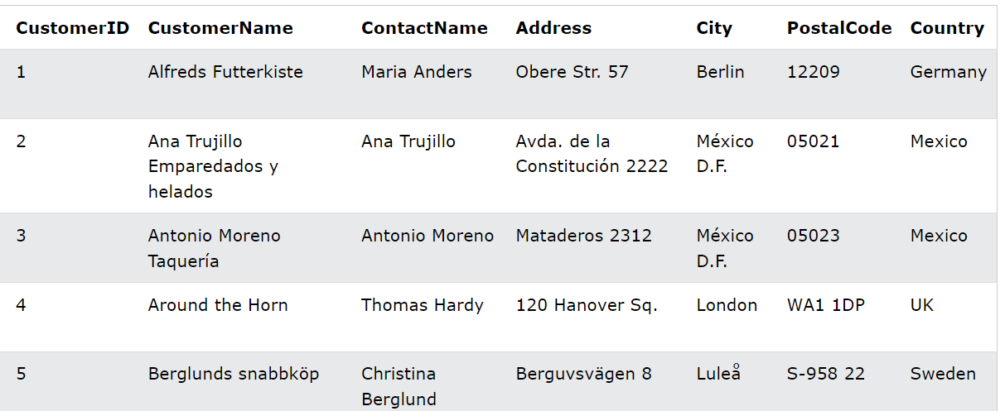 CustomerID CustomerName ContactName Address City PostalCode Country
1 Alfreds Futterkiste Maria Anders Obere Str. 57 Berlin 12209 Germany
2 Ana Trujillo Ana Trujillo Avda. de la México 05021 Mexico
Emparedados y Constitución 2222 D.F.
helados
3 Antonio Moreno Antonio Moreno Mataderos 2312 México 05023 Mexico
Taquería D.F.
4 Around the Horn Thomas Hardy 120 Hanover Sq. London WA1 1DP UK
5 Berglunds snabbköp Christina Berguvsvägen 8 Luleå S-958 22 Sweden
Berglund